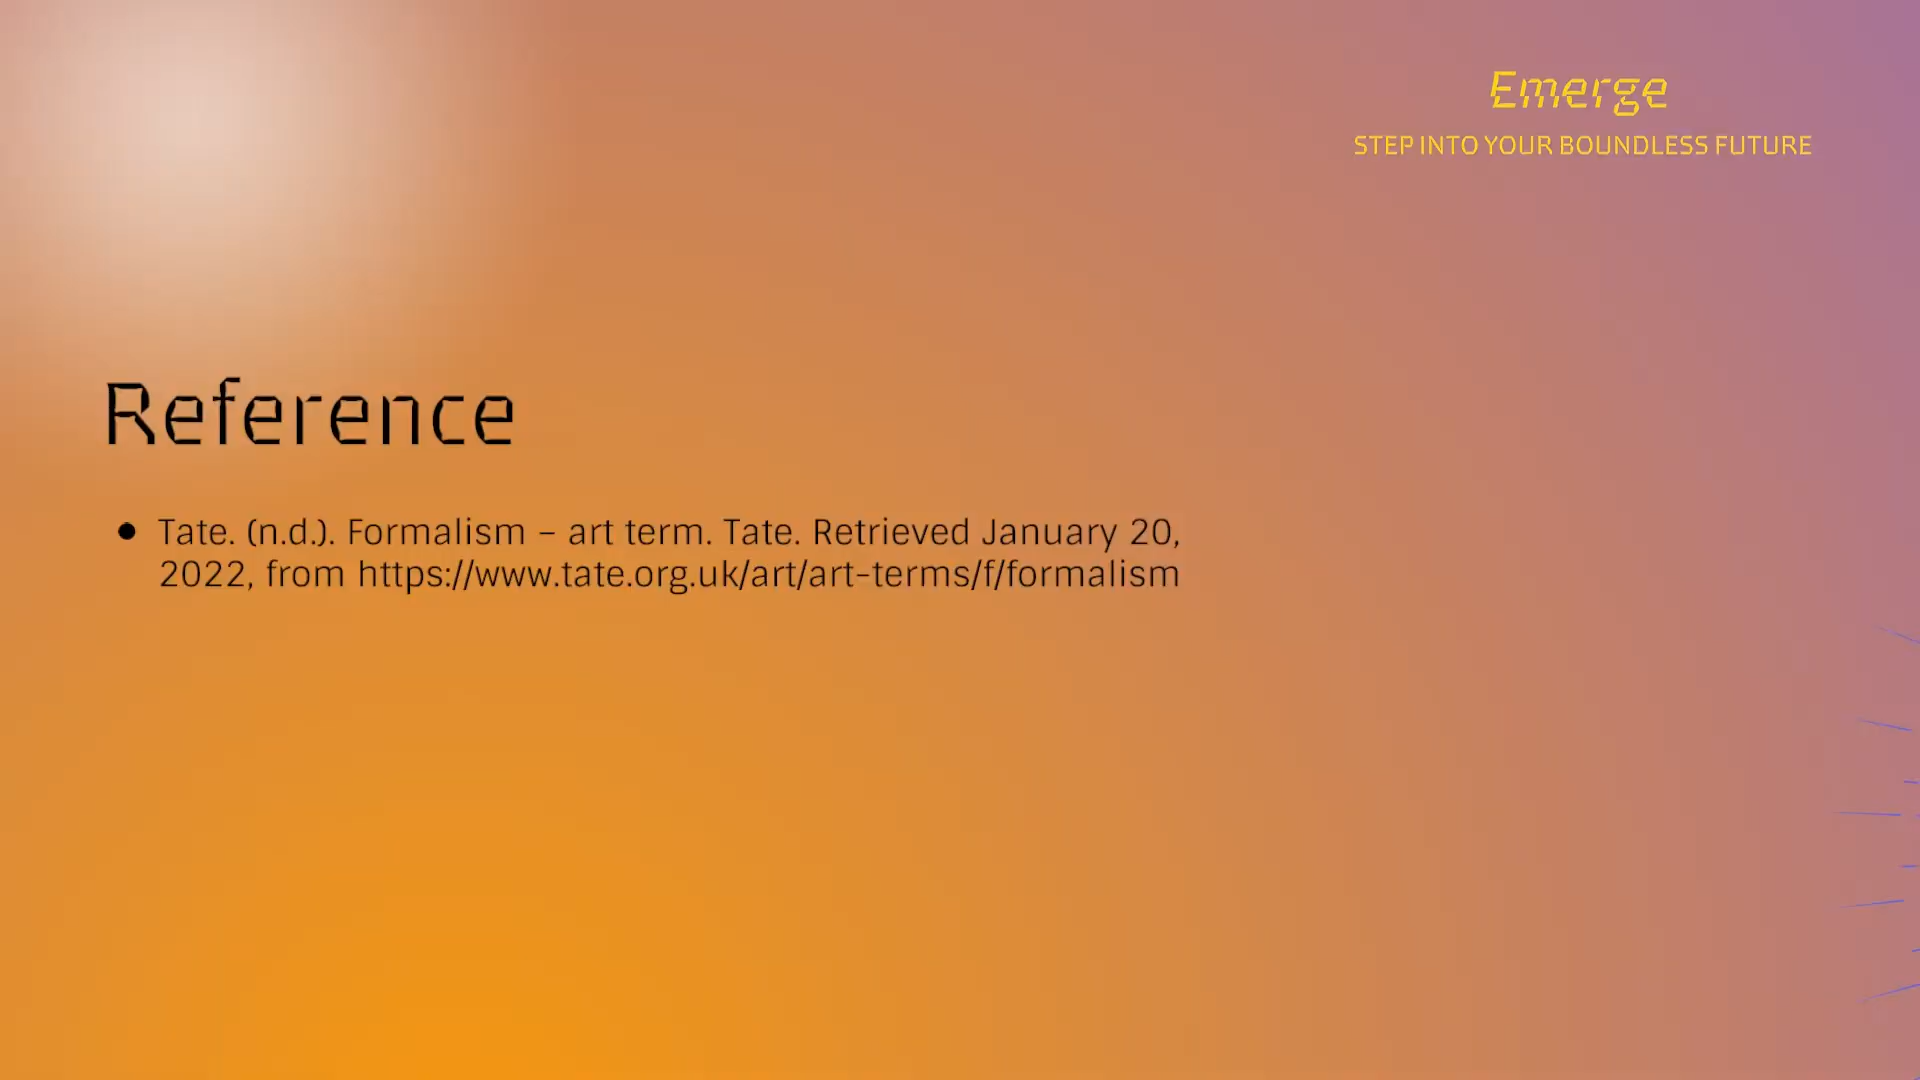 Emerge
STEP INTO YOUR BOUNDLESS FUTURE
Reference
• Tate. (n.d.). Formalism – art term. Tate. Retrieved January 20,
2022, from https://www.tate.org.uk/art/art-terms/f/formalism